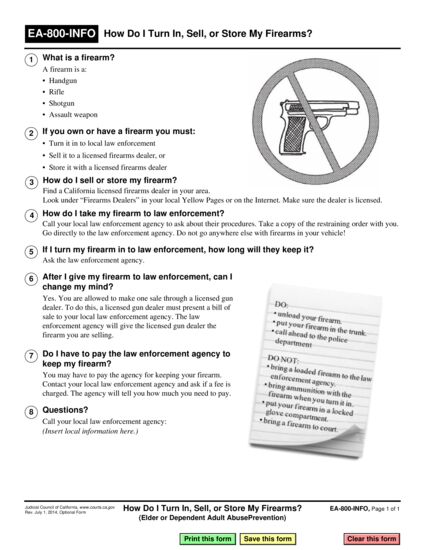 EA-800-INFO How Do I Turn In, Sell, or Store My Firearms?
1 What is a firearm?
A firearm is a:
• Handgun
• Rifle
• Shotgun
• Assault weapon
2 If you own or have a firearm you must:
• Turn it in to local law enforcement
• Sell it to a licensed firearms dealer, or
• Store it with a licensed firearms dealer
3 How do I sell or store my firearm?
Find a California licensed firearms dealer in your area.
Look under “Firearms Dealers” in your local Yellow Pages or on the Internet. Make sure the dealer is licensed.
4 How do I take my firearm to law enforcement?
Call your local law enforcement agency to ask about their procedures. Take a copy of the restraining order with you.
Go directly to the law enforcement agency. Do not go anywhere else with firearms in your vehicle!
5 If I turn my firearm in to law enforcement, how long will they keep it?
Ask the law enforcement agency.
6 After I give my firearm to law enforcement, can I
change my mind?
Yes. You are allowed to make one sale through a licensed gun
dealer. To do this, a licensed gun dealer must present a bill of
sale to your local law enforcement agency. The law
enforcement agency will give the licensed gun dealer the
firearm you are selling.
7 Do I have to pay the law enforcement agency to
keep my firearm?
You may have to pay the agency for keeping your firearm.
Contact your local law enforcement agency and ask if a fee is
charged. The agency will tell you how much you need to pay.
8 Questions?
Call your local law enforcement agency:
(Insert local information here.)
DO:
• unload your firearm.
• put your firearm in the trunk.
• call ahead to the police
department
DO NOT:
• bring a loaded firearm to the law
enforcement agency.
• bring ammunition with the
firearm when you turn it in.
• put your firearm in a locked
glove compartment.
• bring a firearm to court.
Judicial Council of California, www.courts.ca.gov
Rev. July 1, 2014, Optional Form
How Do I Turn In, Sell, or Store My Firearms?
(Elder or Dependent Adult AbusePrevention)
EA-800-INFO, Page 1 of 1
Print this form Save this form Clear this form